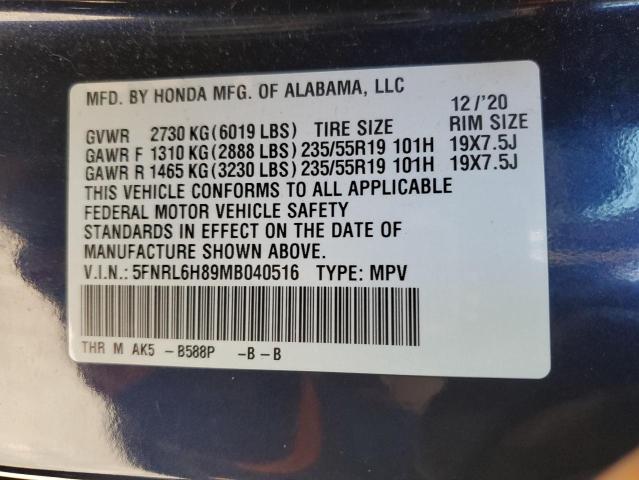 MFD. BY HONDA MFG. OF ALABAMA, LLC
12 /'20
GVWR 2730 KG(6019 LBS) TIRE SIZE RIM SIZE
GAWR F 1310 KG(2888 LBS)235/55R19 101H 19X7.5J
GAWR R 1465 KG(3230 LBS)235/55R19 101H 19X7.5J
THIS VEHICLE CONFORMS TO ALL APPLICABLE
FEDERAL MOTOR VEHICLE SAFETY
STANDARDS IN EFFECT ON THE DATE OF
MANUFACTURE SHOWN ABOVE.
V.I.N.: 5FNRL6H89MB040516 TYPE: MPV
THR M AK5 - B588P -B - B